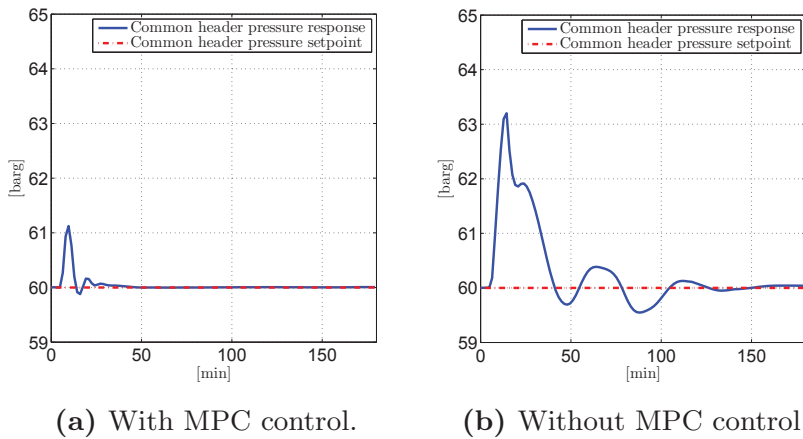 65
64
63
62
61
60
59
[barg]
0
50
100
150
[min]
Common header pressure response
Common header pressure setpoint
(a) With MPC control.
65
64
63
62
61
60
59
[barg]
0
50
100
150
[min]
Common header pressure response
Common header pressure setpoint
(b) Without MPC control